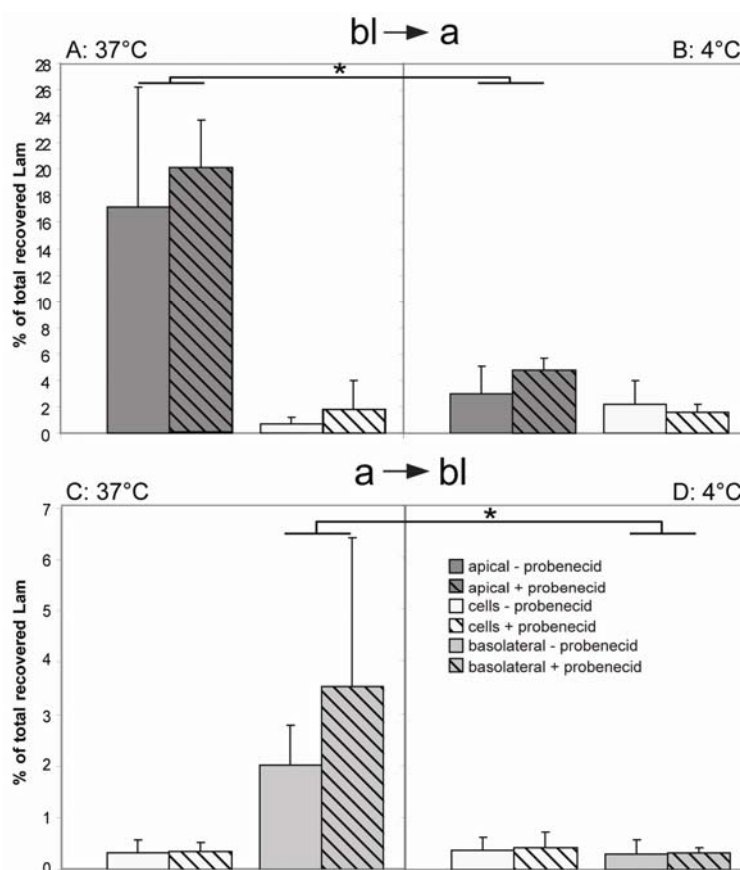 bl → a
A: 37°C
B: 4°C
% of total recovered Lam
28
26
24
22
20
18
16
14
12
10
8
6
4
2
0
*
a → bl
C: 37°C
D: 4°C
% of total recovered Lam
7
6
5
4
3
2
1
0
*
apical - probenecid
apical + probenecid
cells - probenecid
cells + probenecid
basolateral - probenecid
basolateral + probenecid